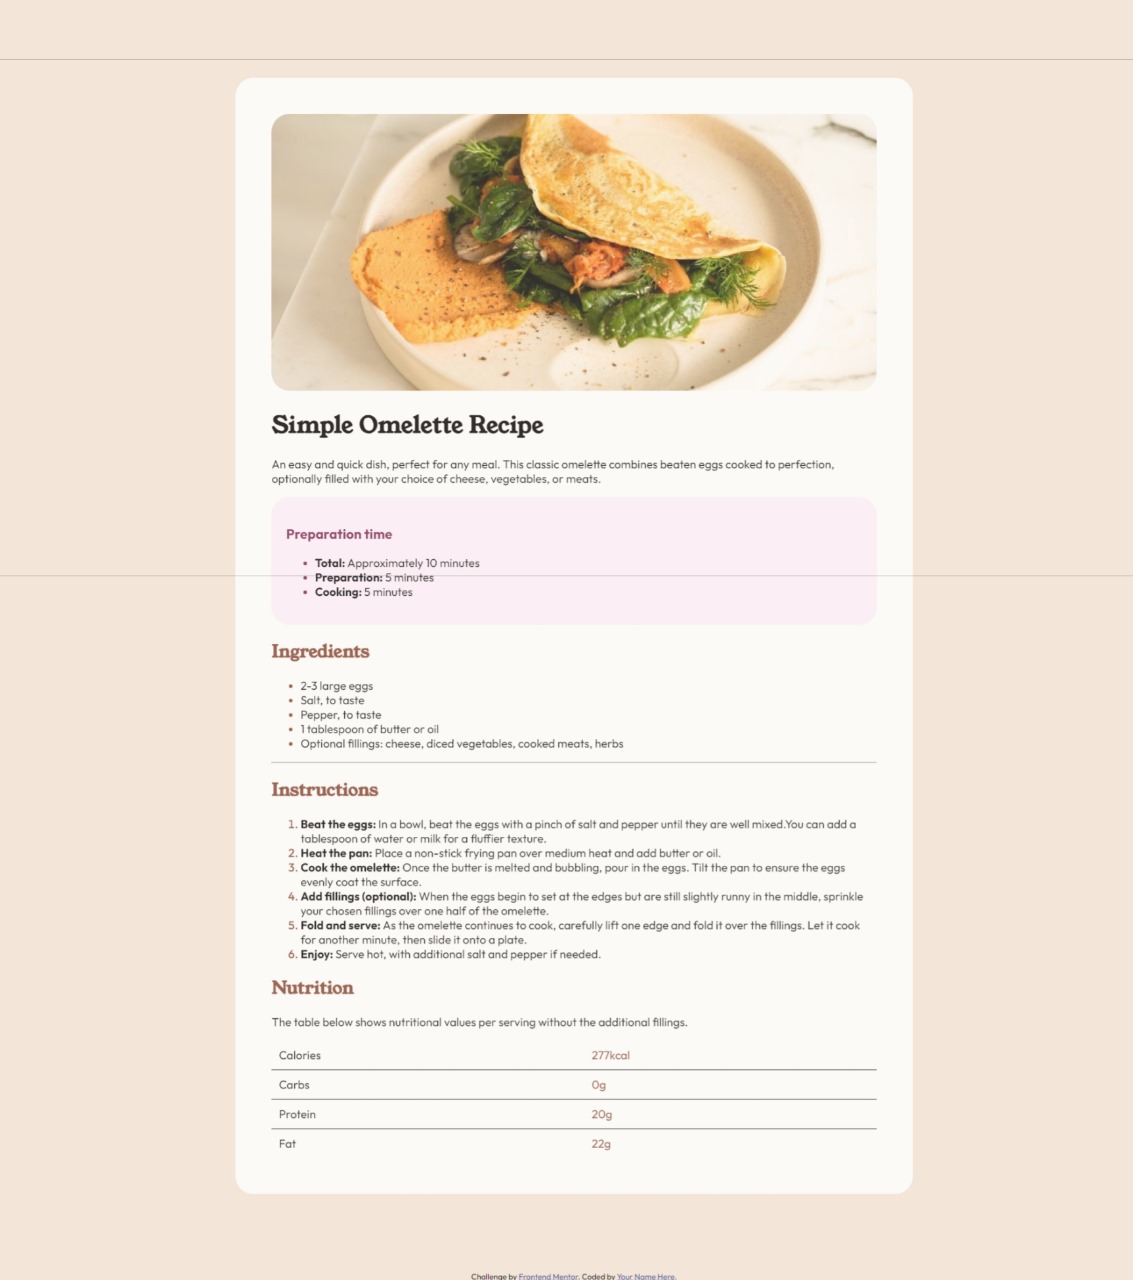 Simple Omelette Recipe
An easy and quick dish, perfect for any meal. This classic omelette combines beaten eggs cooked to perfection,
optionally filled with your choice of cheese, vegetables, or meats.
Preparation time
• Total: Approximately 10 minutes
• Preparation: 5 minutes
• Cooking: 5 minutes
Ingredients
• 2-3 large eggs
• Salt, to taste
• Pepper, to taste
• 1 tablespoon of butter or oil
• Optional fillings: cheese, diced vegetables, cooked meats, herbs
Instructions
1. Beat the eggs: In a bowl, beat the eggs with a pinch of salt and pepper until they are well mixed.You can add a
tablespoon of water or milk for a fluffier texture.
2. Heat the pan: Place a non-stick frying pan over medium heat and add butter or oil.
3. Cook the omelette: Once the butter is melted and bubbling, pour in the eggs. Tilt the pan to ensure the eggs
evenly coat the surface.
4. Add fillings (optional): When the eggs begin to set at the edges but are still slightly runny in the middle, sprinkle
your chosen fillings over one half of the omelette.
5. Fold and serve: As the omelette continues to cook, carefully lift one edge and fold it over the fillings. Let it cook
for another minute, then slide it onto a plate.
6. Enjoy: Serve hot, with additional salt and pepper if needed.
Nutrition
The table below shows nutritional values per serving without the additional fillings.
Calories 277kcal
Carbs 0g
Protein 20g
Fat 22g
Challenge by Frontend Mentor. Coded by Your Name Here.